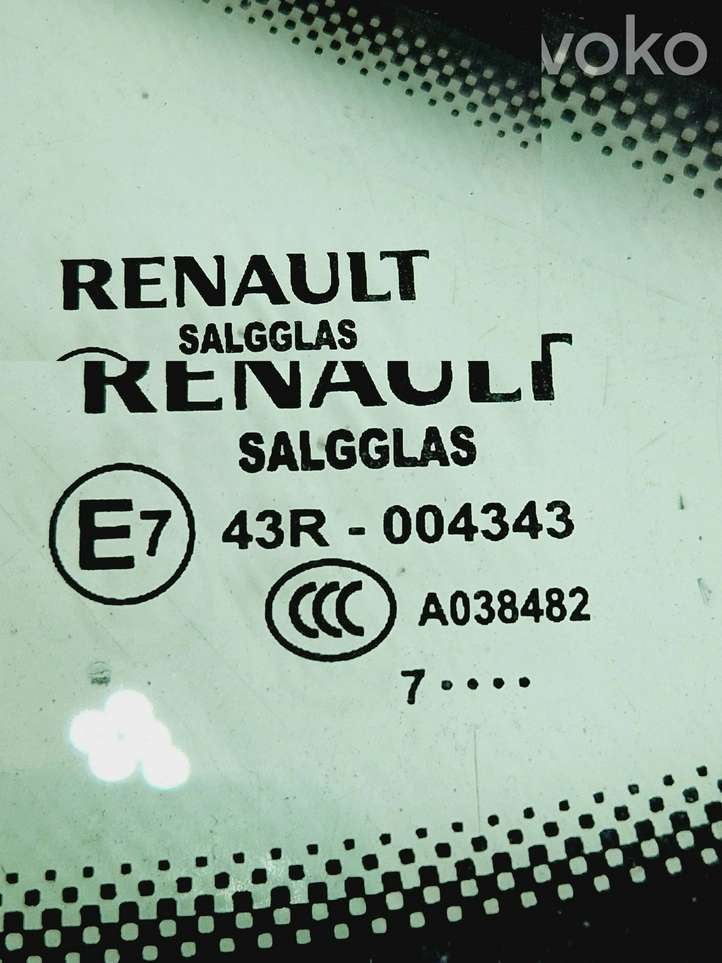 voko
RENAULT
SALGGLAS
RENAULT
SALGGLAS
E7 43R - 004343
CCC A038482
7 ····